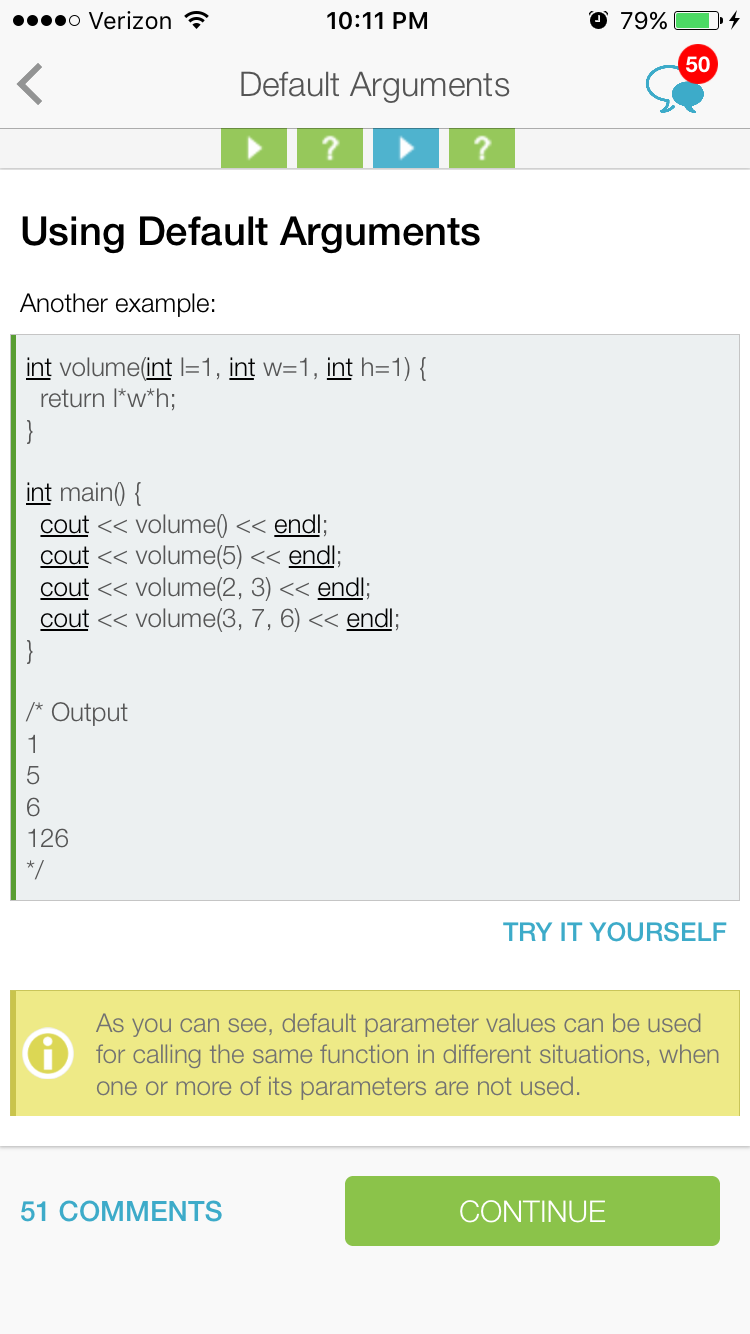 Verizon 10:11 PM 79%
50
Default Arguments
? ?
Using Default Arguments
Another example:
int volume(int l=1, int w=1, int h=1) {
  return l*w*h;
}
int main() {
  cout << volume() << endl;
  cout << volume(5) << endl;
  cout << volume(2, 3) << endl;
  cout << volume(3, 7, 6) << endl;
}
/* Output
1
5
6
126
*/
TRY IT YOURSELF
As you can see, default parameter values can be used
for calling the same function in different situations, when
one or more of its parameters are not used.
51 COMMENTS CONTINUE